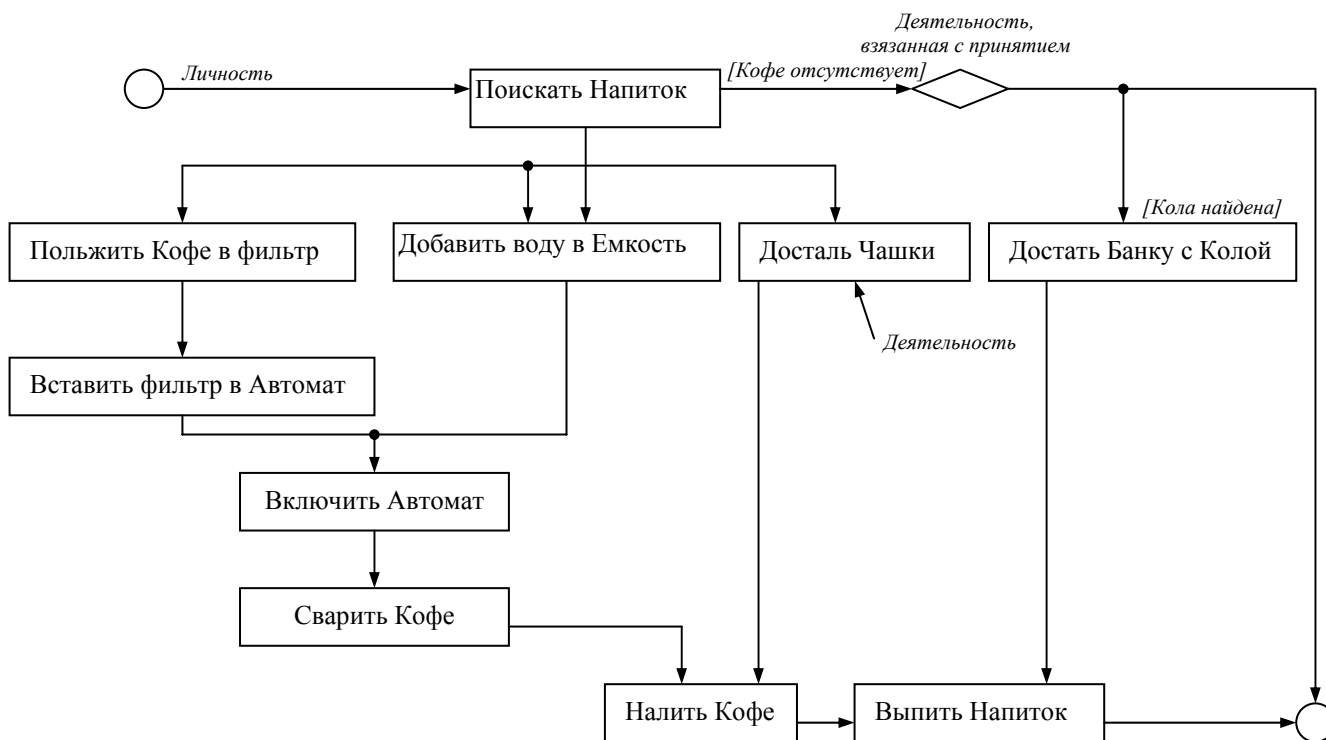 Деятельность,
взязанная с принятием
Личность
[Кофе отсутствует]
Поискать Напиток
[Кола найдена]
Польжить Кофе в фильтр
Добавить воду в Емкость
Досталь Чашки
Достать Банку с Колой
Деятельность
Вставить фильтр в Автомат
Включить Автомат
Сварить Кофе
Налить Кофе
Выпить Напиток